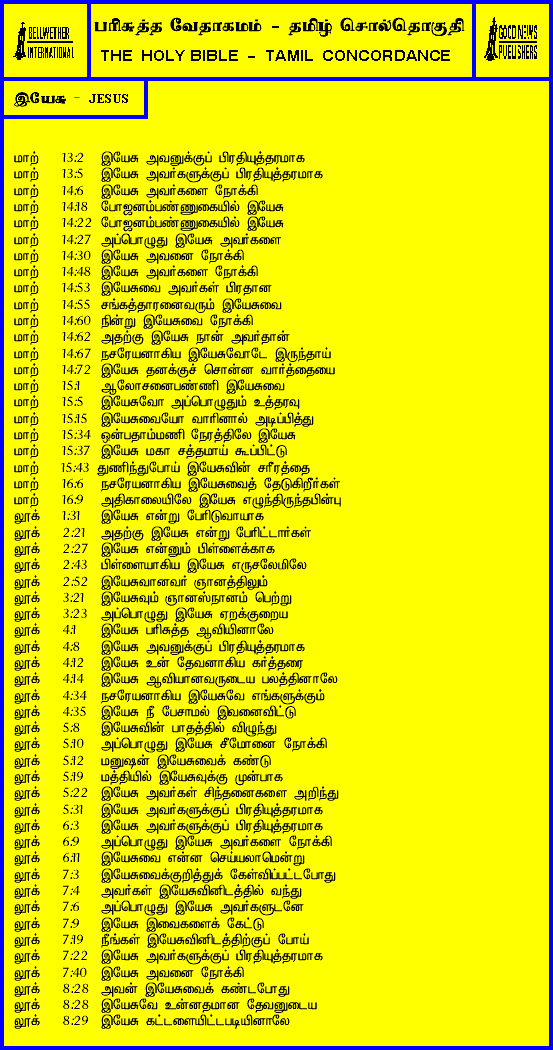 BELLWETHER
INTERNATIONAL
பரிசுத்த வேதாகமம் - தமிழ் சொல்தொகுதி
THE HOLY BIBLE - TAMIL CONCORDANCE
GOOD NEWS
PUBLISHERS
இயேசு - JESUS
மாற் 13:2 இயேசு அவனுக்குப் பிரதியுத்தரமாக
மாற் 13:5 இயேசு அவர்களுக்குப் பிரதியுத்தரமாக
மாற் 14:6 இயேசு அவர்களை நோக்கி
மாற் 14:18 போஜனம்பண்ணுகையில் இயேசு
மாற் 14:22 போஜனம்பண்ணுகையில் இயேசு
மாற் 14:27 அப்பொழுது இயேசு அவர்களை
மாற் 14:30 இயேசு அவனை நோக்கி
மாற் 14:48 இயேசு அவர்களை நோக்கி
மாற் 14:53 இயேசுவை அவர்கள் பிரதான
மாற் 14:55 சங்கத்தாரனைவரும் இயேசுவை
மாற் 14:60 நின்று இயேசுவை நோக்கி
மாற் 14:62 அதற்கு இயேசு நான் அவர்தான்
மாற் 14:67 நசரேயனாகிய இயேசுவோடே இருந்தாய்
மாற் 14:72 இயேசு தனக்குச் சொன்ன வார்த்தையை
மாற் 15:1 ஆலோசனைபண்ணி இயேசுவை
மாற் 15:5 இயேசுவோ அப்பொழுதும் உத்தரவு
மாற் 15:15 இயேசுவையோ வாரினால் அடிப்பித்து
மாற் 15:34 ஒன்பதாம்மணி நேரத்திலே இயேசு
மாற் 15:37 இயேசு மகா சத்தமாய் கூப்பிட்டு
மாற் 15:43 துணிந்துபோய் இயேசுவின் சரீரத்தை
மாற் 16:6 நசரேயனாகிய இயேசுவைத் தேடுகிறீர்கள்
மாற் 16:9 அதிகாலையிலே இயேசு எழுந்திருந்தபின்பு
லூக் 1:31 இயேசு என்று பேரிடுவாயாக
லூக் 2:21 அதற்கு இயேசு என்று பேரிட்டார்கள்
லூக் 2:27 இயேசு என்னும் பிள்ளைக்காக
லூக் 2:43 பிள்ளையாகிய இயேசு எருசலேமிலே
லூக் 2:52 இயேசுவானவர் ஞானத்திலும்
லூக் 3:21 இயேசுவும் ஞானஸ்நானம் பெற்று
லூக் 3:23 அப்பொழுது இயேசு ஏறக்குறைய
லூக் 4:1 இயேசு பரிசுத்த ஆவியினாலே
லூக் 4:8 இயேசு அவனுக்குப் பிரதியுத்தரமாக
லூக் 4:12 இயேசு உன் தேவனாகிய கர்த்தரை
லூக் 4:14 இயேசு ஆவியானவருடைய பலத்தினாலே
லூக் 4:34 நசரேயனாகிய இயேசுவே எங்களுக்கும்
லூக் 4:35 இயேசு நீ பேசாமல் இவனைவிட்டு
லூக் 5:8 இயேசுவின் பாதத்தில் விழுந்து
லூக் 5:10 அப்பொழுது இயேசு சீமோனை நோக்கி
லூக் 5:12 மனுஷன் இயேசுவைக் கண்டு
லூக் 5:19 மத்தியில் இயேசுவுக்கு முன்பாக
லூக் 5:22 இயேசு அவர்கள் சிந்தனைகளை அறிந்து
லூக் 5:31 இயேசு அவர்களுக்குப் பிரதியுத்தரமாக
லூக் 6:3 இயேசு அவர்களுக்குப் பிரதியுத்தரமாக
லூக் 6:9 அப்பொழுது இயேசு அவர்களை நோக்கி
லூக் 6:11 இயேசுவை என்ன செய்யலாமென்று
லூக் 7:3 இயேசுவைக்குறித்துக் கேள்விப்பட்டபோது
லூக் 7:4 அவர்கள் இயேசுவினிடத்தில் வந்து
லூக் 7:6 அப்பொழுது இயேசு அவர்களுடனே
லூக் 7:9 இயேசு இவைகளைக் கேட்டு
லூக் 7:19 நீங்கள் இயேசுவினிடத்திற்குப் போய்
லூக் 7:22 இயேசு அவர்களுக்குப் பிரதியுத்தரமாக
லூக் 7:40 இயேசு அவனை நோக்கி
லூக் 8:28 அவன் இயேசுவைக் கண்டபோது
லூக் 8:28 இயேசுவே உன்னதமான தேவனுடைய
லூக் 8:29 இயேசு கட்டளையிட்டபடியினாலே